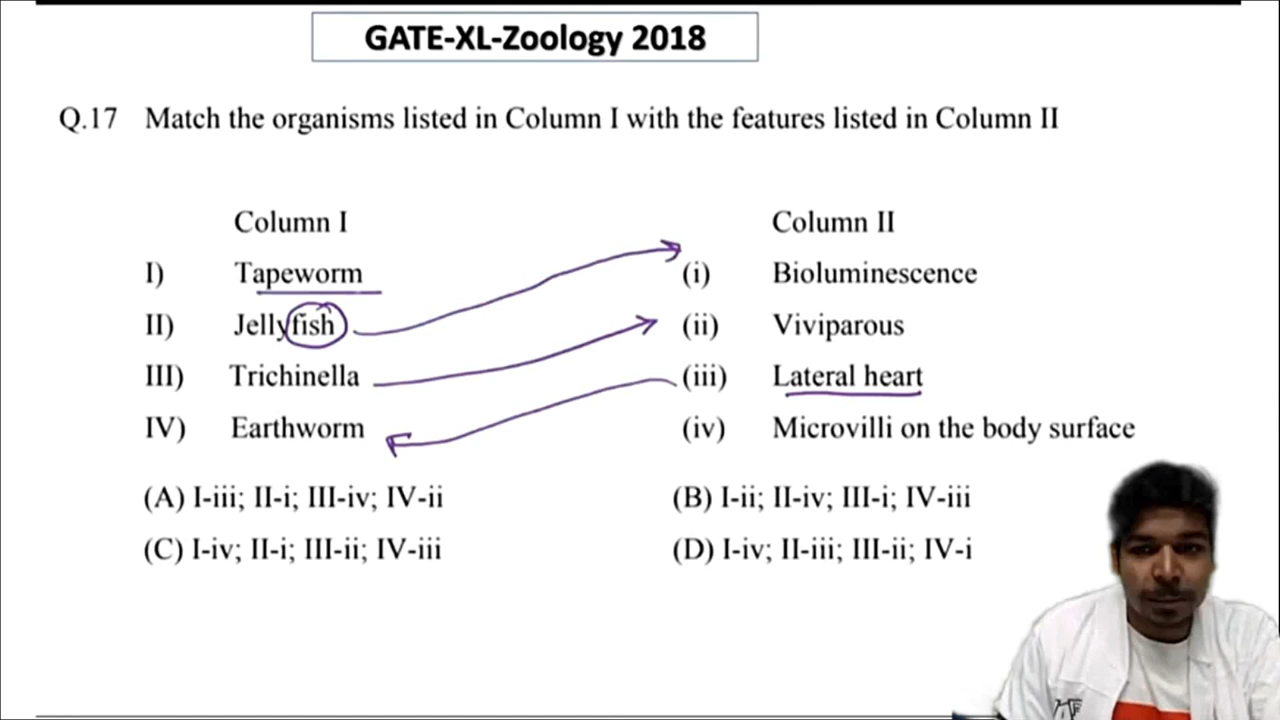 GATE-XL-Zoology 2018
Q.17 Match the organisms listed in Column I with the features listed in Column II
Column I Column II
I) Tapeworm (i) Bioluminescence
II) Jellyfish (ii) Viviparous
III) Trichinella (iii) Lateral heart
IV) Earthworm (iv) Microvilli on the body surface
(A) I-iii; II-i; III-iv; IV-ii (B) I-ii; II-iv; III-i; IV-iii
(C) I-iv; II-i; III-ii; IV-iii (D) I-iv; II-iii; III-ii; IV-i